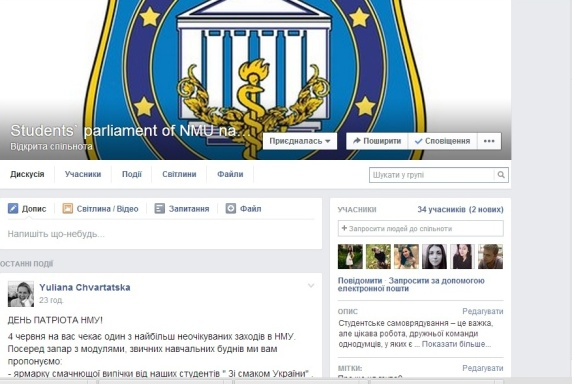 Students` parliament of NMU na...
Відкрита спільнота
Приєдналась
Поширити
Сповіщення
Дискусія Учасники Події Світлини Файли
Шукати у групі
Допис Світлина / Відео Запитання Файл
Напишіть що-небудь...
ОСТАННІ ПОДІЇ
Yuliana Chvartatska
23 год.
ДЕНЬ ПАТРІОТА НМУ!
4 червня на вас чекає один з найбільш неочікуваних заходів в НМУ.
Посеред запар з модулями, звичних навчальних буднів ми вам
пропонуємо:
- ярмарку смачнющої випічки від наших студентів " Зі смаком України" ,
УЧАСНИКИ 34 учасників (2 нових)
+ Запросити людей до спільноти
Повідомити · Запросити за допомогою
електронної пошти
ОПИС Редагувати
Студентське самоврядування – це важка,
але цікава робота, дружньої команди
однодумців, у яких є ... Показати більше...
МІТКИ: Редагувати